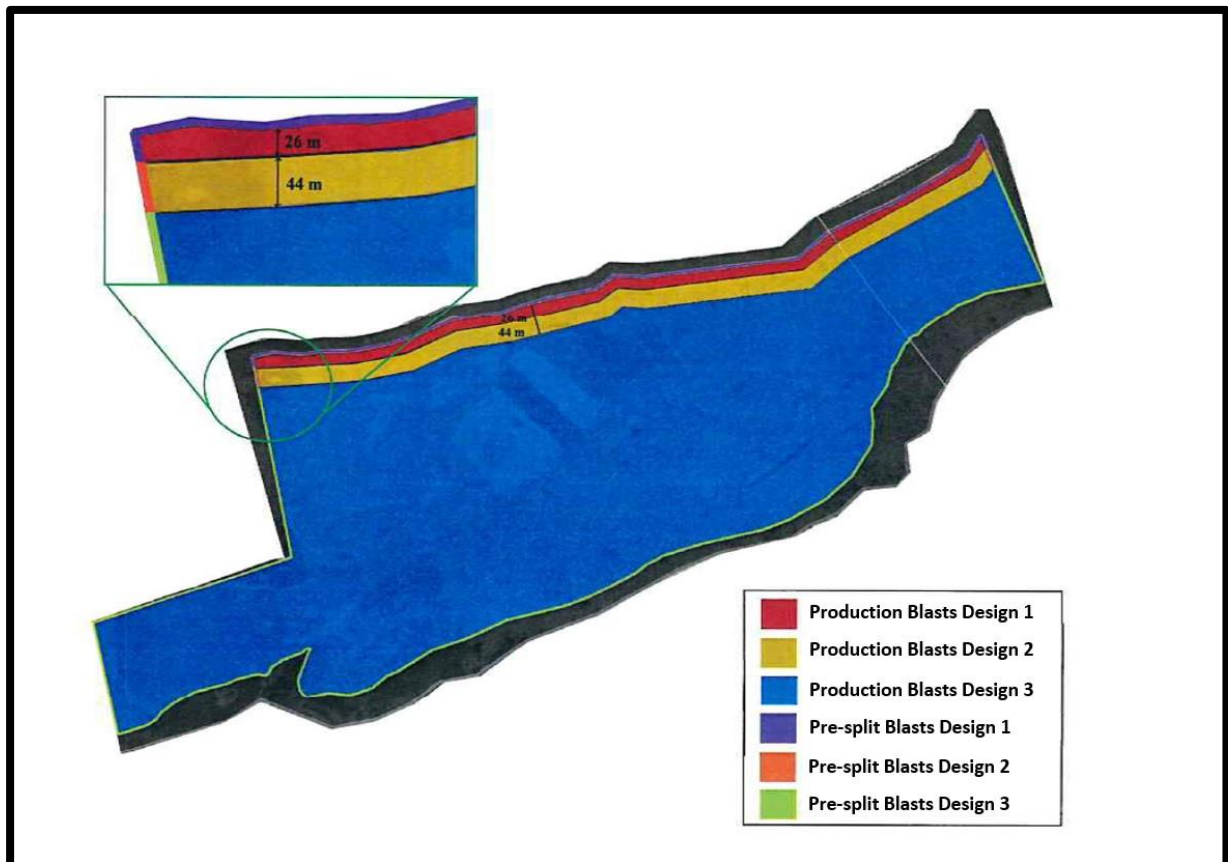 26 m
44 m
26 m
44 m
Production Blasts Design 1
Production Blasts Design 2
Production Blasts Design 3
Pre-split Blasts Design 1
Pre-split Blasts Design 2
Pre-split Blasts Design 3